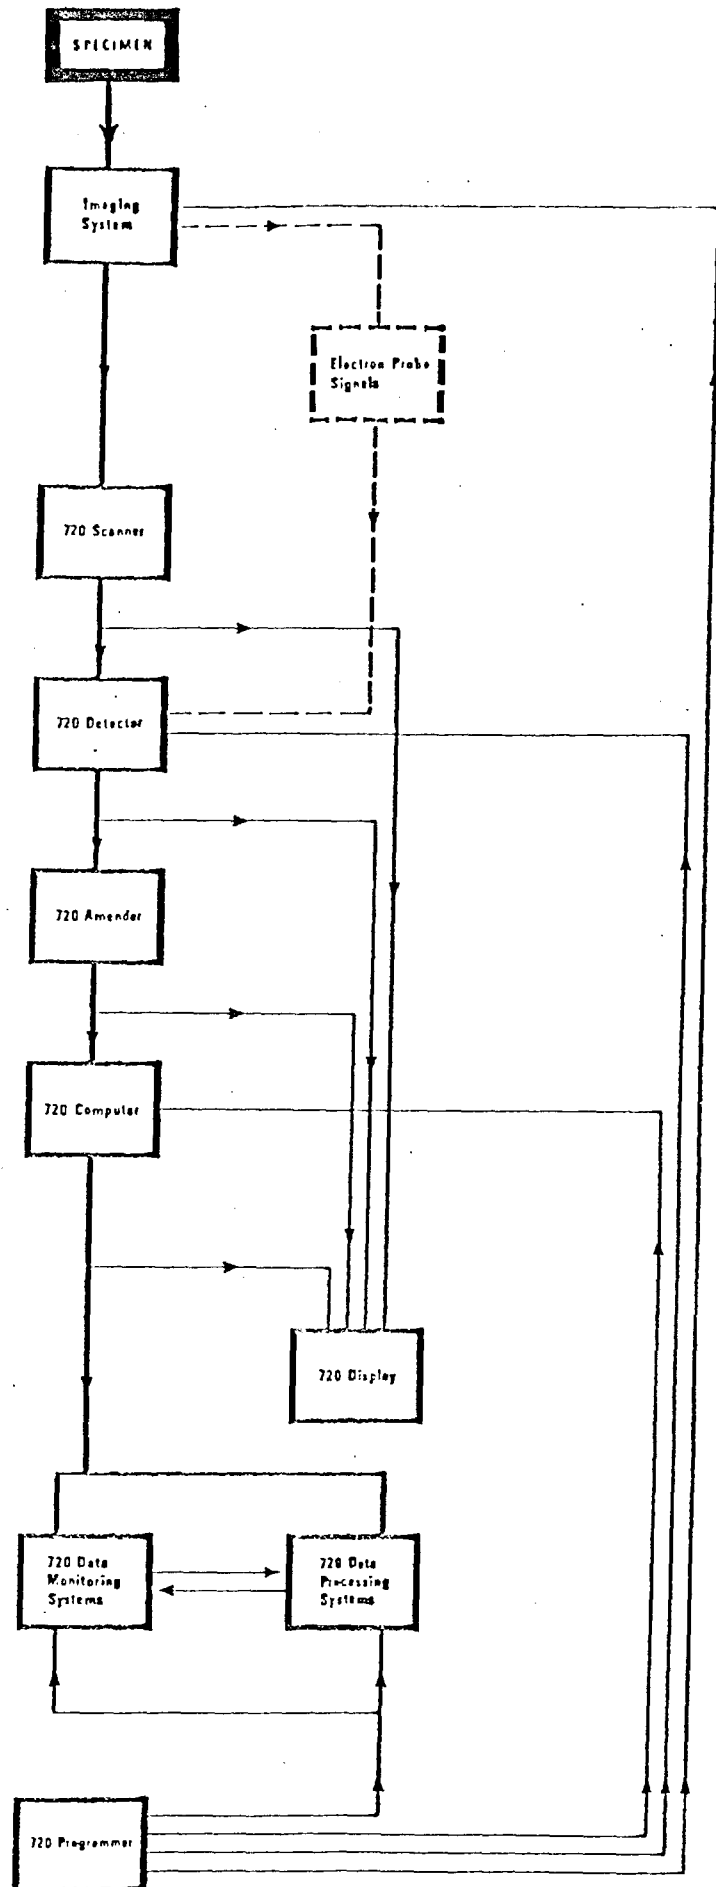 SPECIMEN
Imaging
System
Electron Probe
Signals
720 Scanner
720 Detector
720 Amender
720 Computer
720 Display
720 Data
Monitoring
Systems
720 Data
Processing
Systems
720 Programmer